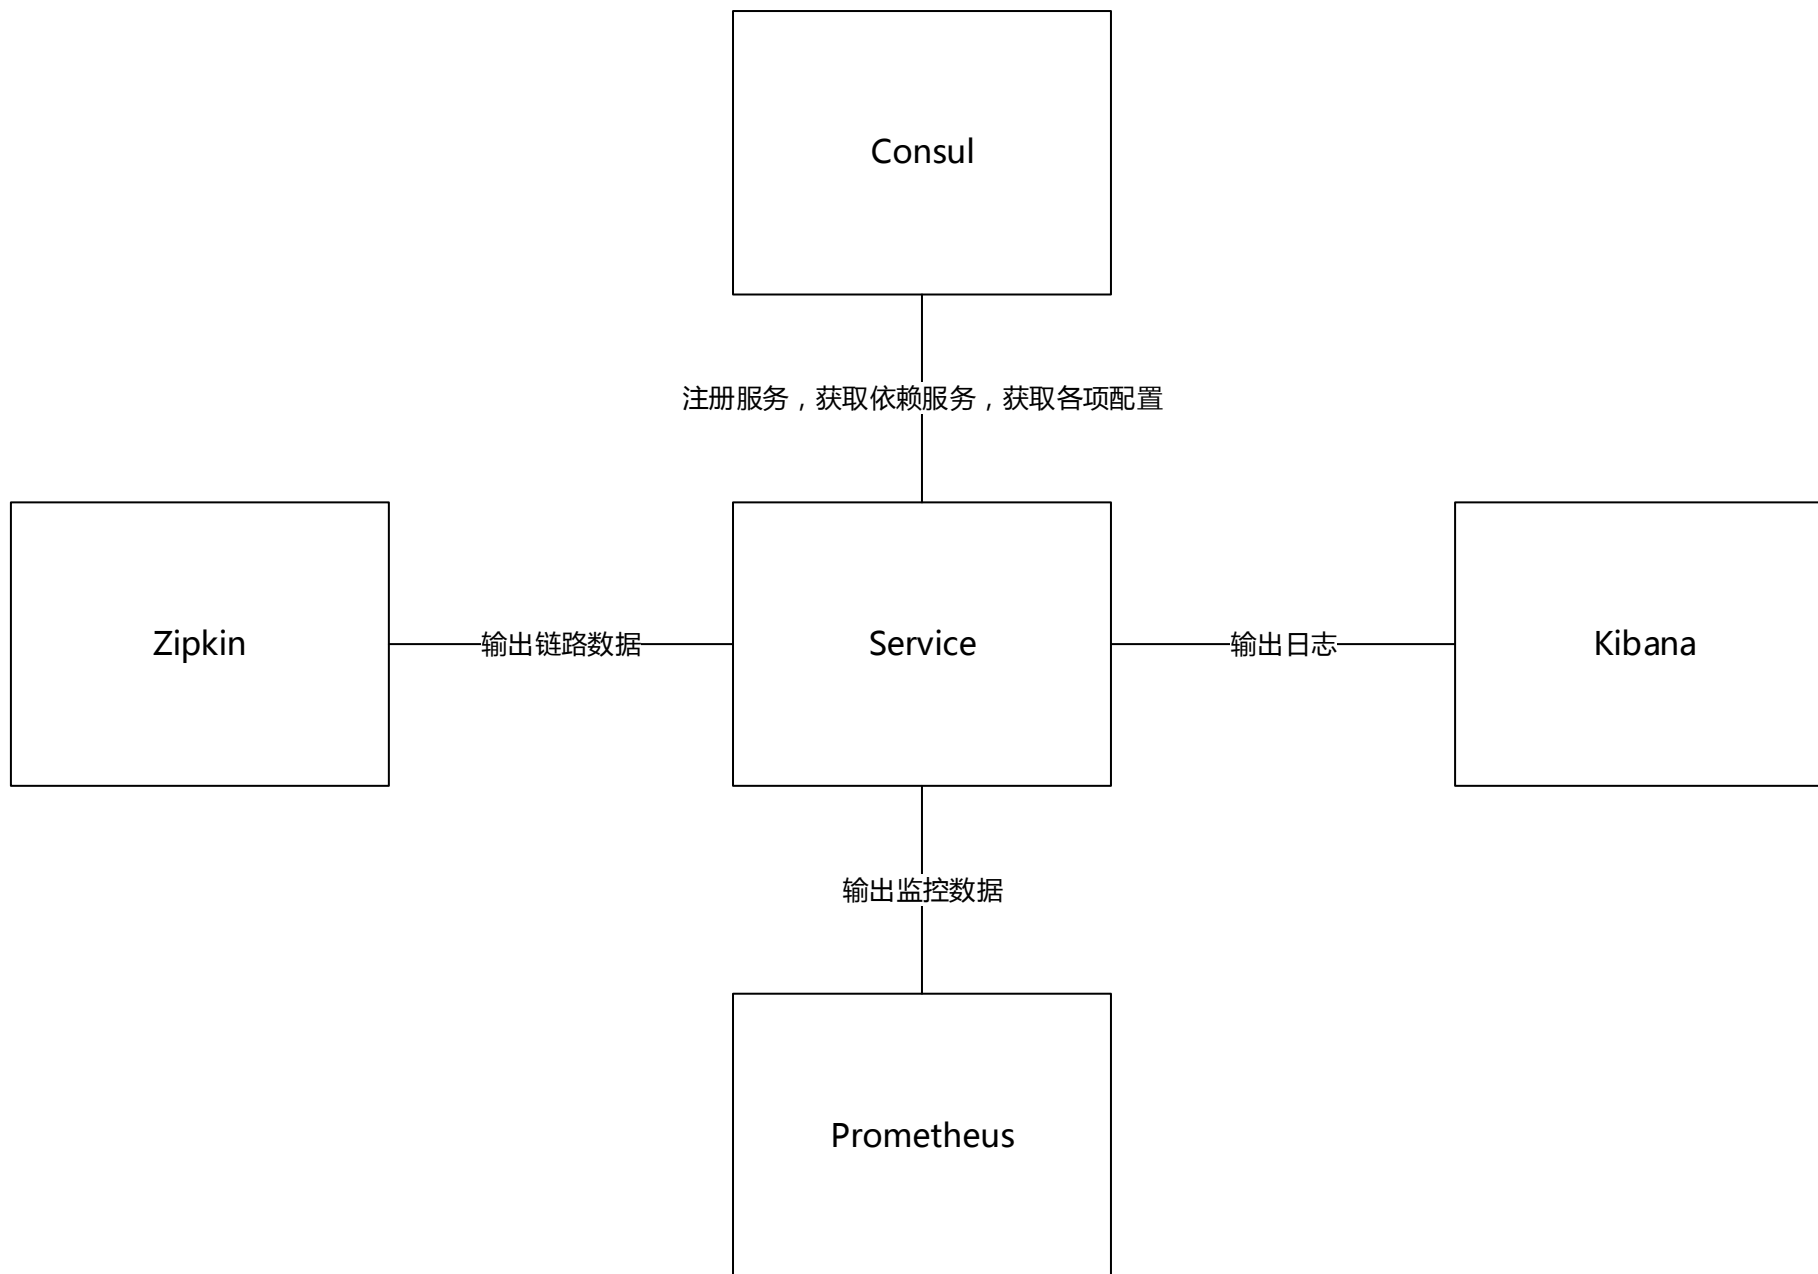 Consul
注册服务，获取依赖服务，获取各项配置
Zipkin
输出链路数据
Service
输出日志
Kibana
输出监控数据
Prometheus